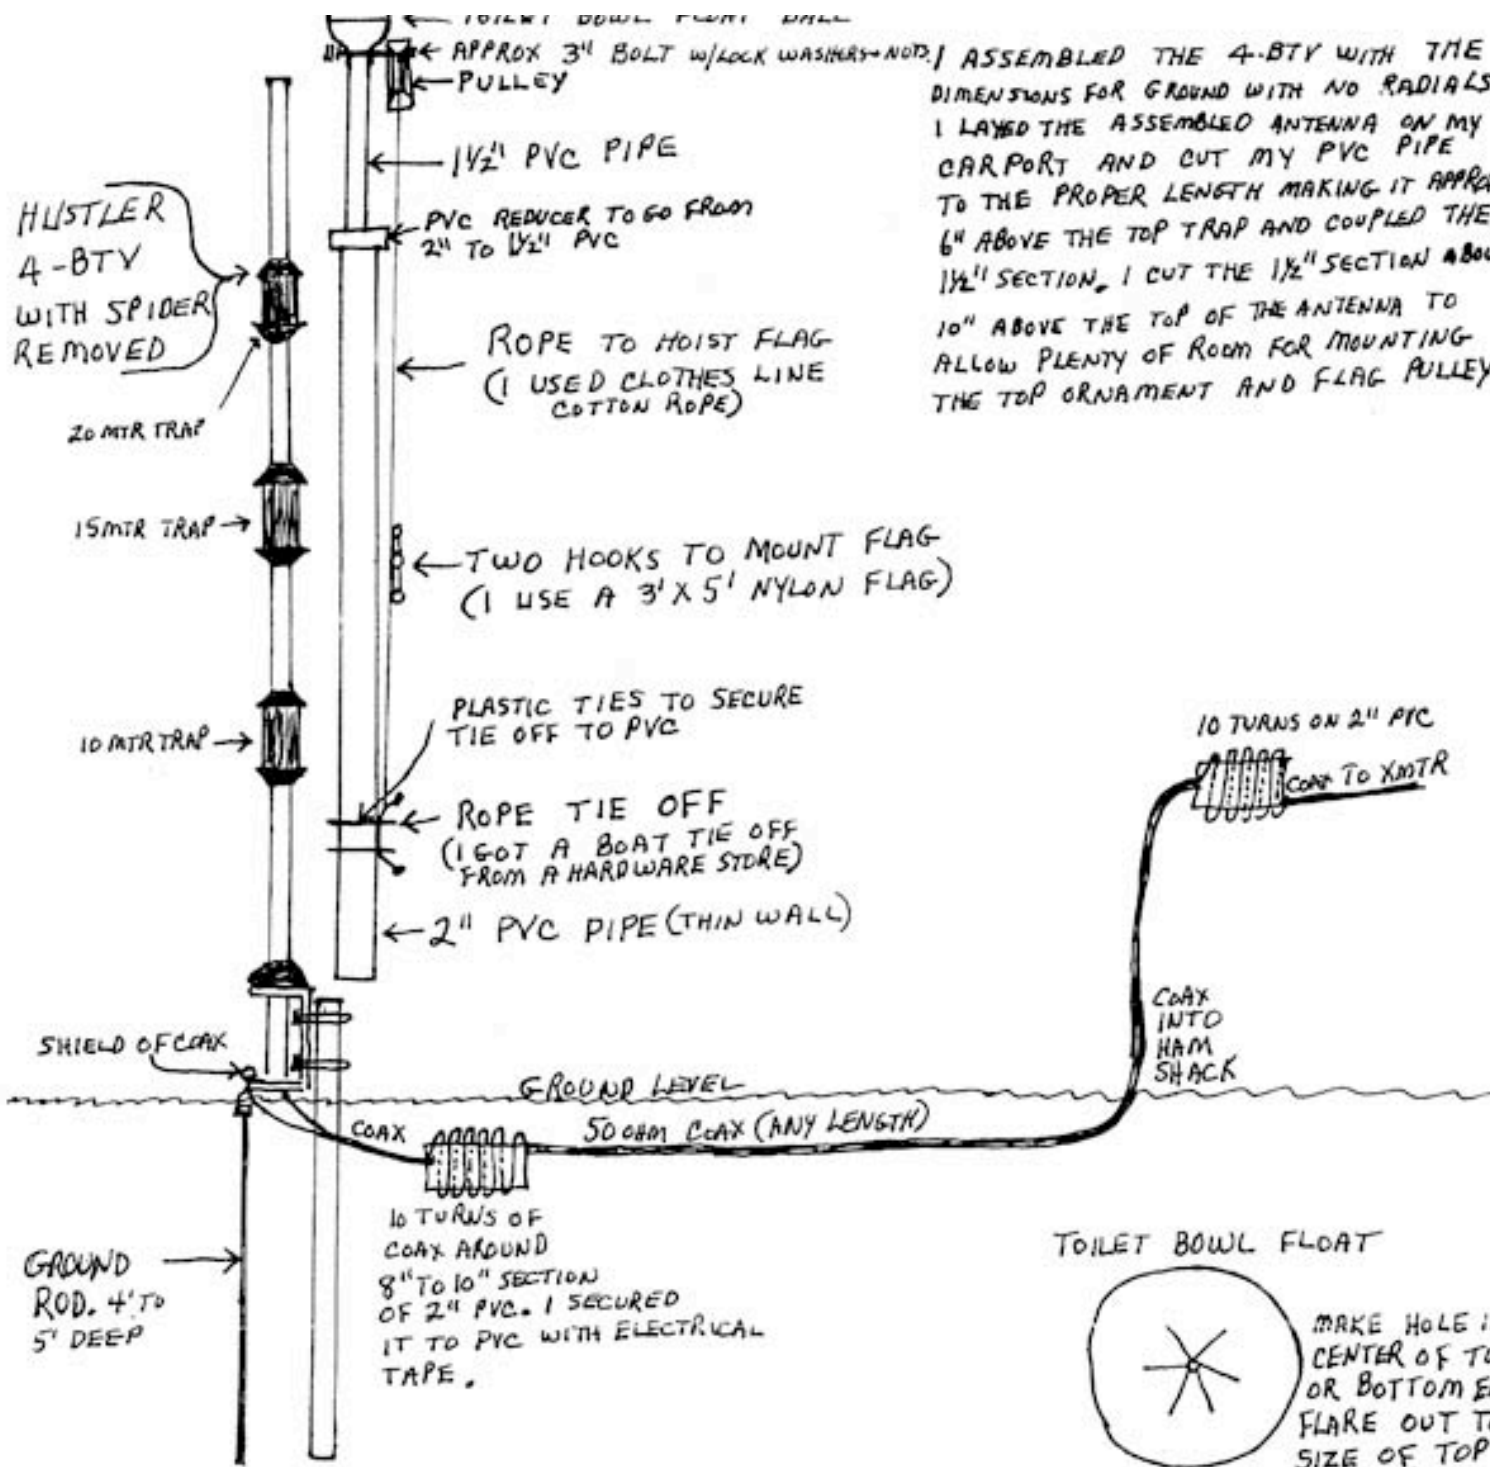 TOILET BOWL FLOAT BALL
APPROX 3" BOLT W/LOCK WASHERS + NUTS.
PULLEY
1½" PVC PIPE
PVC REDUCER TO GO FROM
2" TO 1½" PVC
HUSTLER
4-BTV
WITH SPIDER
REMOVED
ROPE TO HOIST FLAG
(I USED CLOTHES LINE
COTTON ROPE)
20 MTR TRAP
15 MTR TRAP
TWO HOOKS TO MOUNT FLAG
(I USE A 3' X 5' NYLON FLAG)
10 MTR TRAP
PLASTIC TIES TO SECURE
TIE OFF TO PVC
ROPE TIE OFF
(I GOT A BOAT TIE OFF
FROM A HARDWARE STORE)
2" PVC PIPE (THIN WALL)
I ASSEMBLED THE 4-BTV WITH THE
DIMENSIONS FOR GROUND WITH NO RADIALS
I LAYED THE ASSEMBLED ANTENNA ON MY
CARPORT AND CUT MY PVC PIPE
TO THE PROPER LENGTH MAKING IT APPRO
6" ABOVE THE TOP TRAP AND COUPLED THE
1½" SECTION. I CUT THE 1½" SECTION ABOU
10" ABOVE THE TOP OF THE ANTENNA TO
ALLOW PLENTY OF ROOM FOR MOUNTING
THE TOP ORNAMENT AND FLAG PULLEY
10 TURNS ON 2" PVC
COAX TO XMTR
COAX
INTO
HAM
SHACK
SHIELD OF COAX
GROUND LEVEL
COAX
50 OHM COAX (ANY LENGTH)
10 TURNS OF
COAX AROUND
8" TO 10" SECTION
OF 2" PVC. I SECURED
IT TO PVC WITH ELECTRICAL
TAPE.
GROUND
ROD. 4' TO
5' DEEP
TOILET BOWL FLOAT
MAKE HOLE I
CENTER OF TO
OR BOTTOM E
FLARE OUT T
SIZE OF TOP